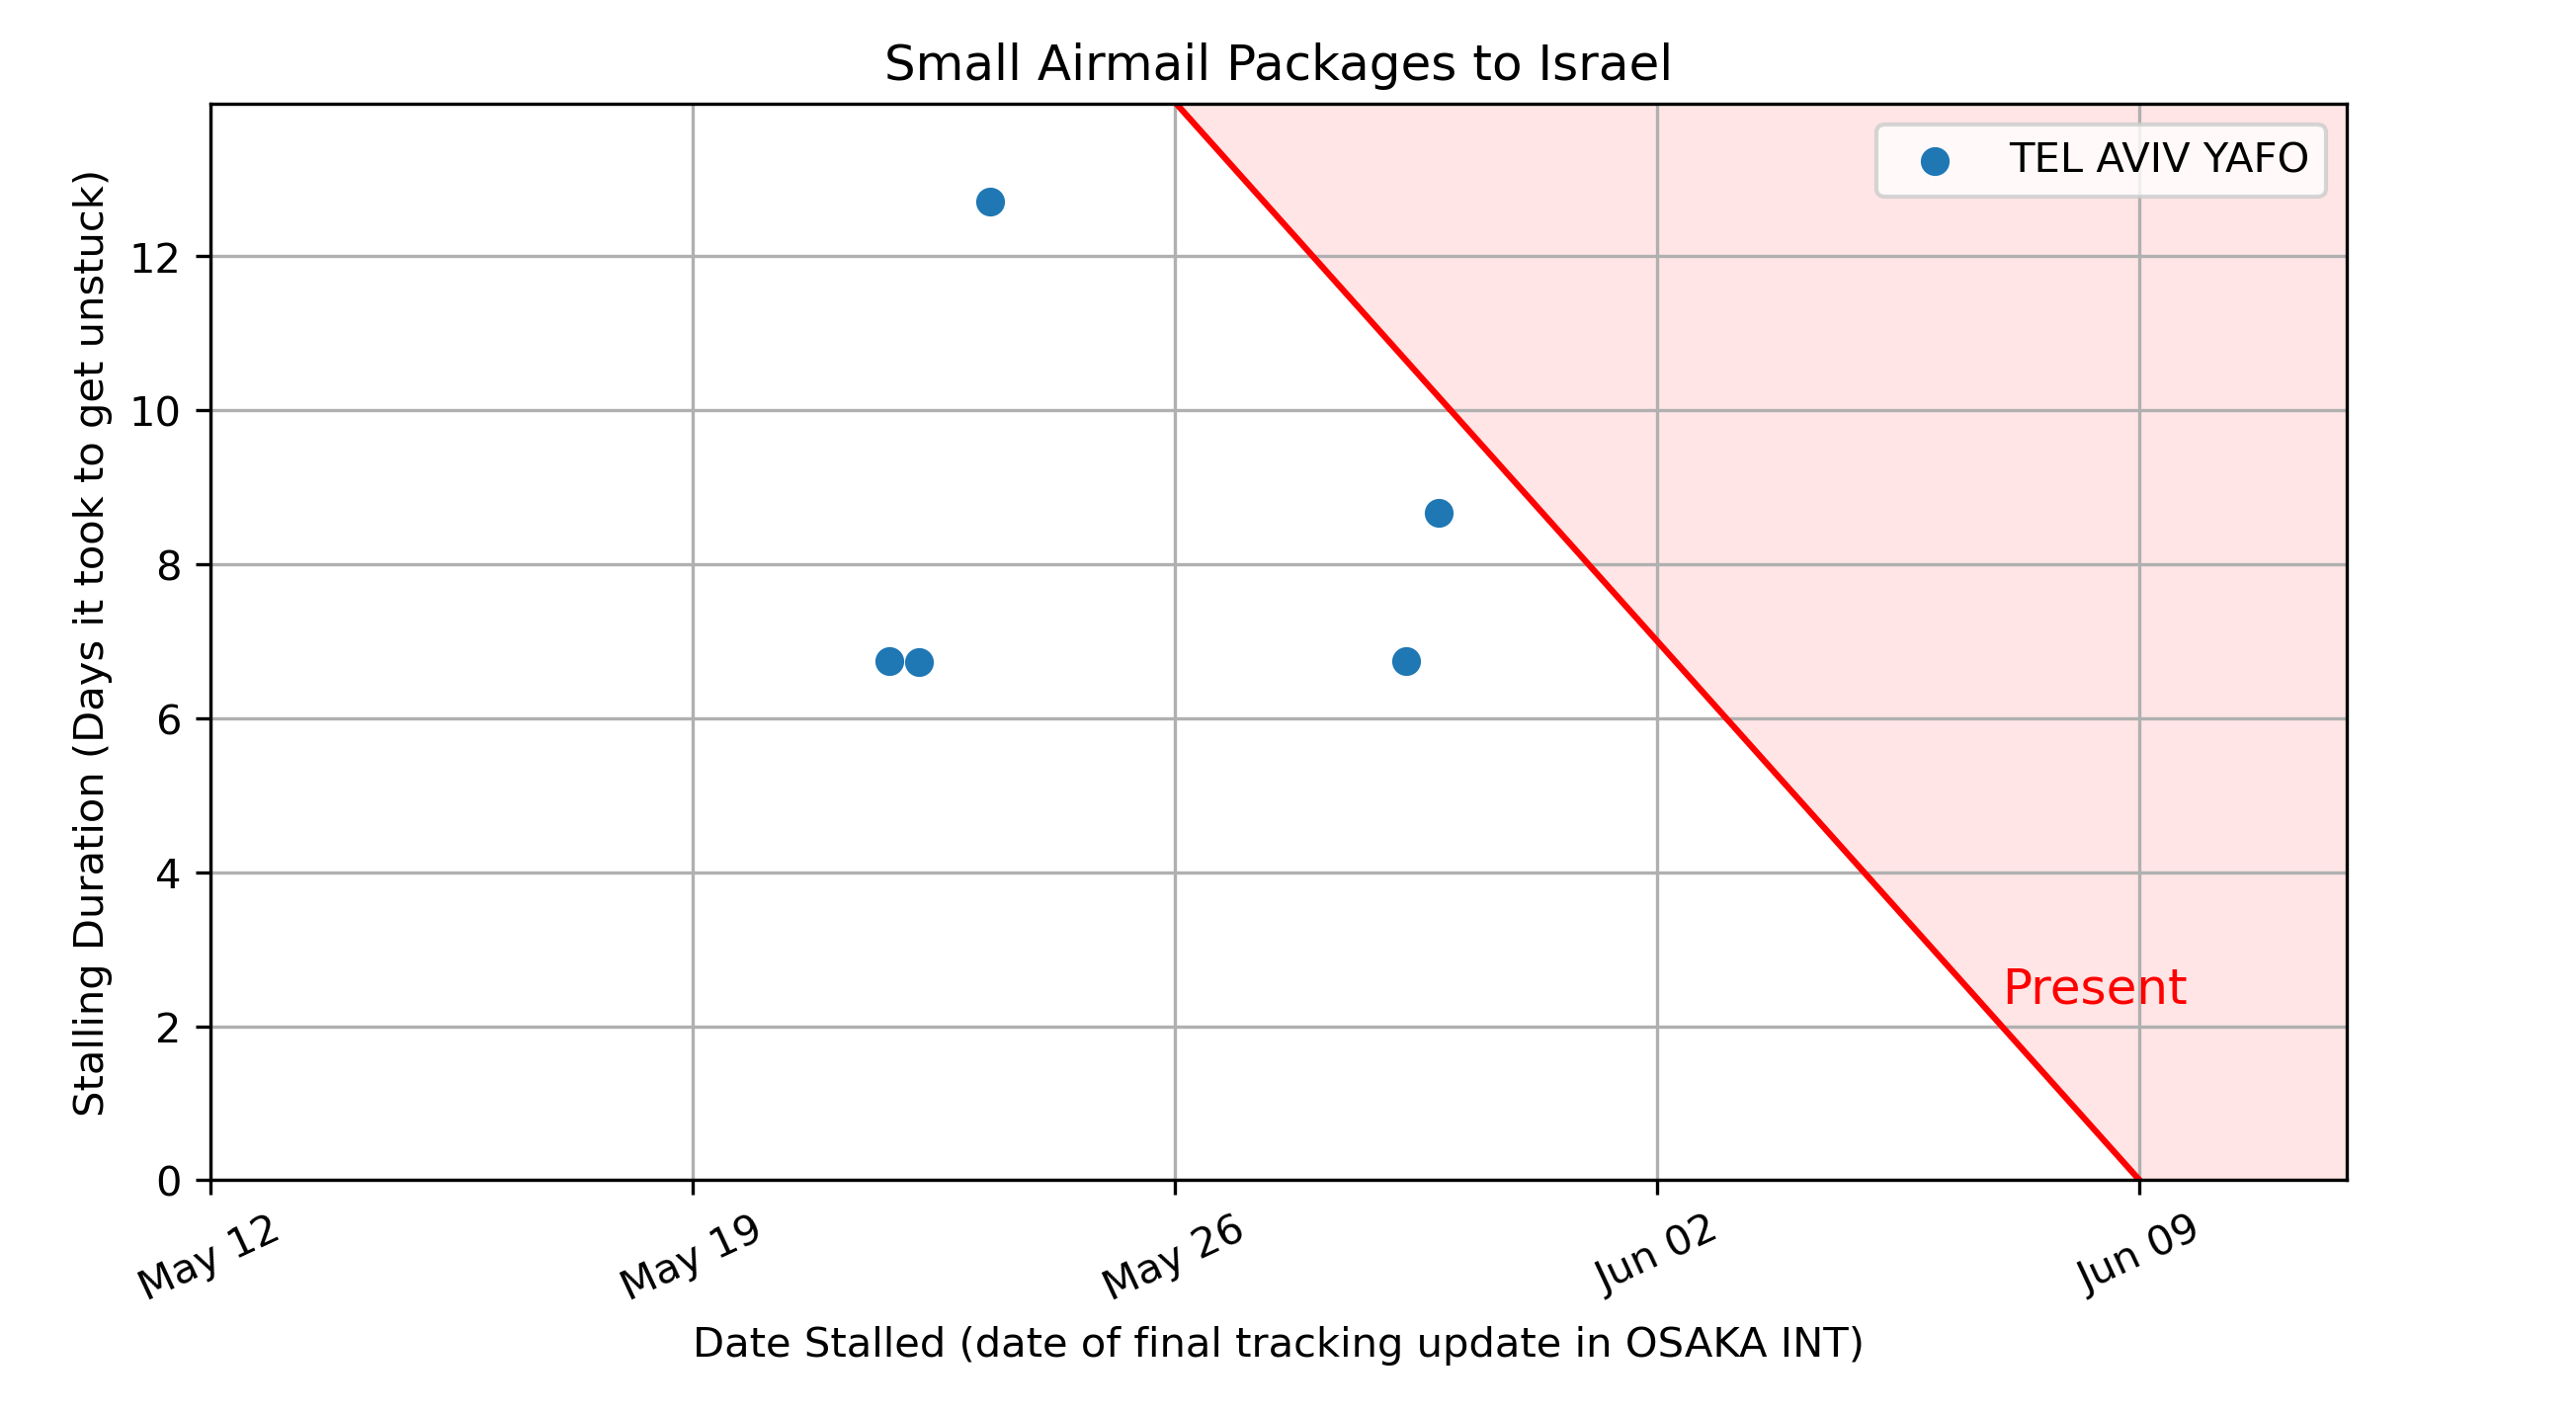 Small Airmail Packages to Israel
TEL AVIV YAFO
Stalling Duration (Days it took to get unstuck)
12
10
8
6
4
2
0
Present
May 12
May 19
May 26
Jun 02
Jun 09
Date Stalled (date of final tracking update in OSAKA INT)